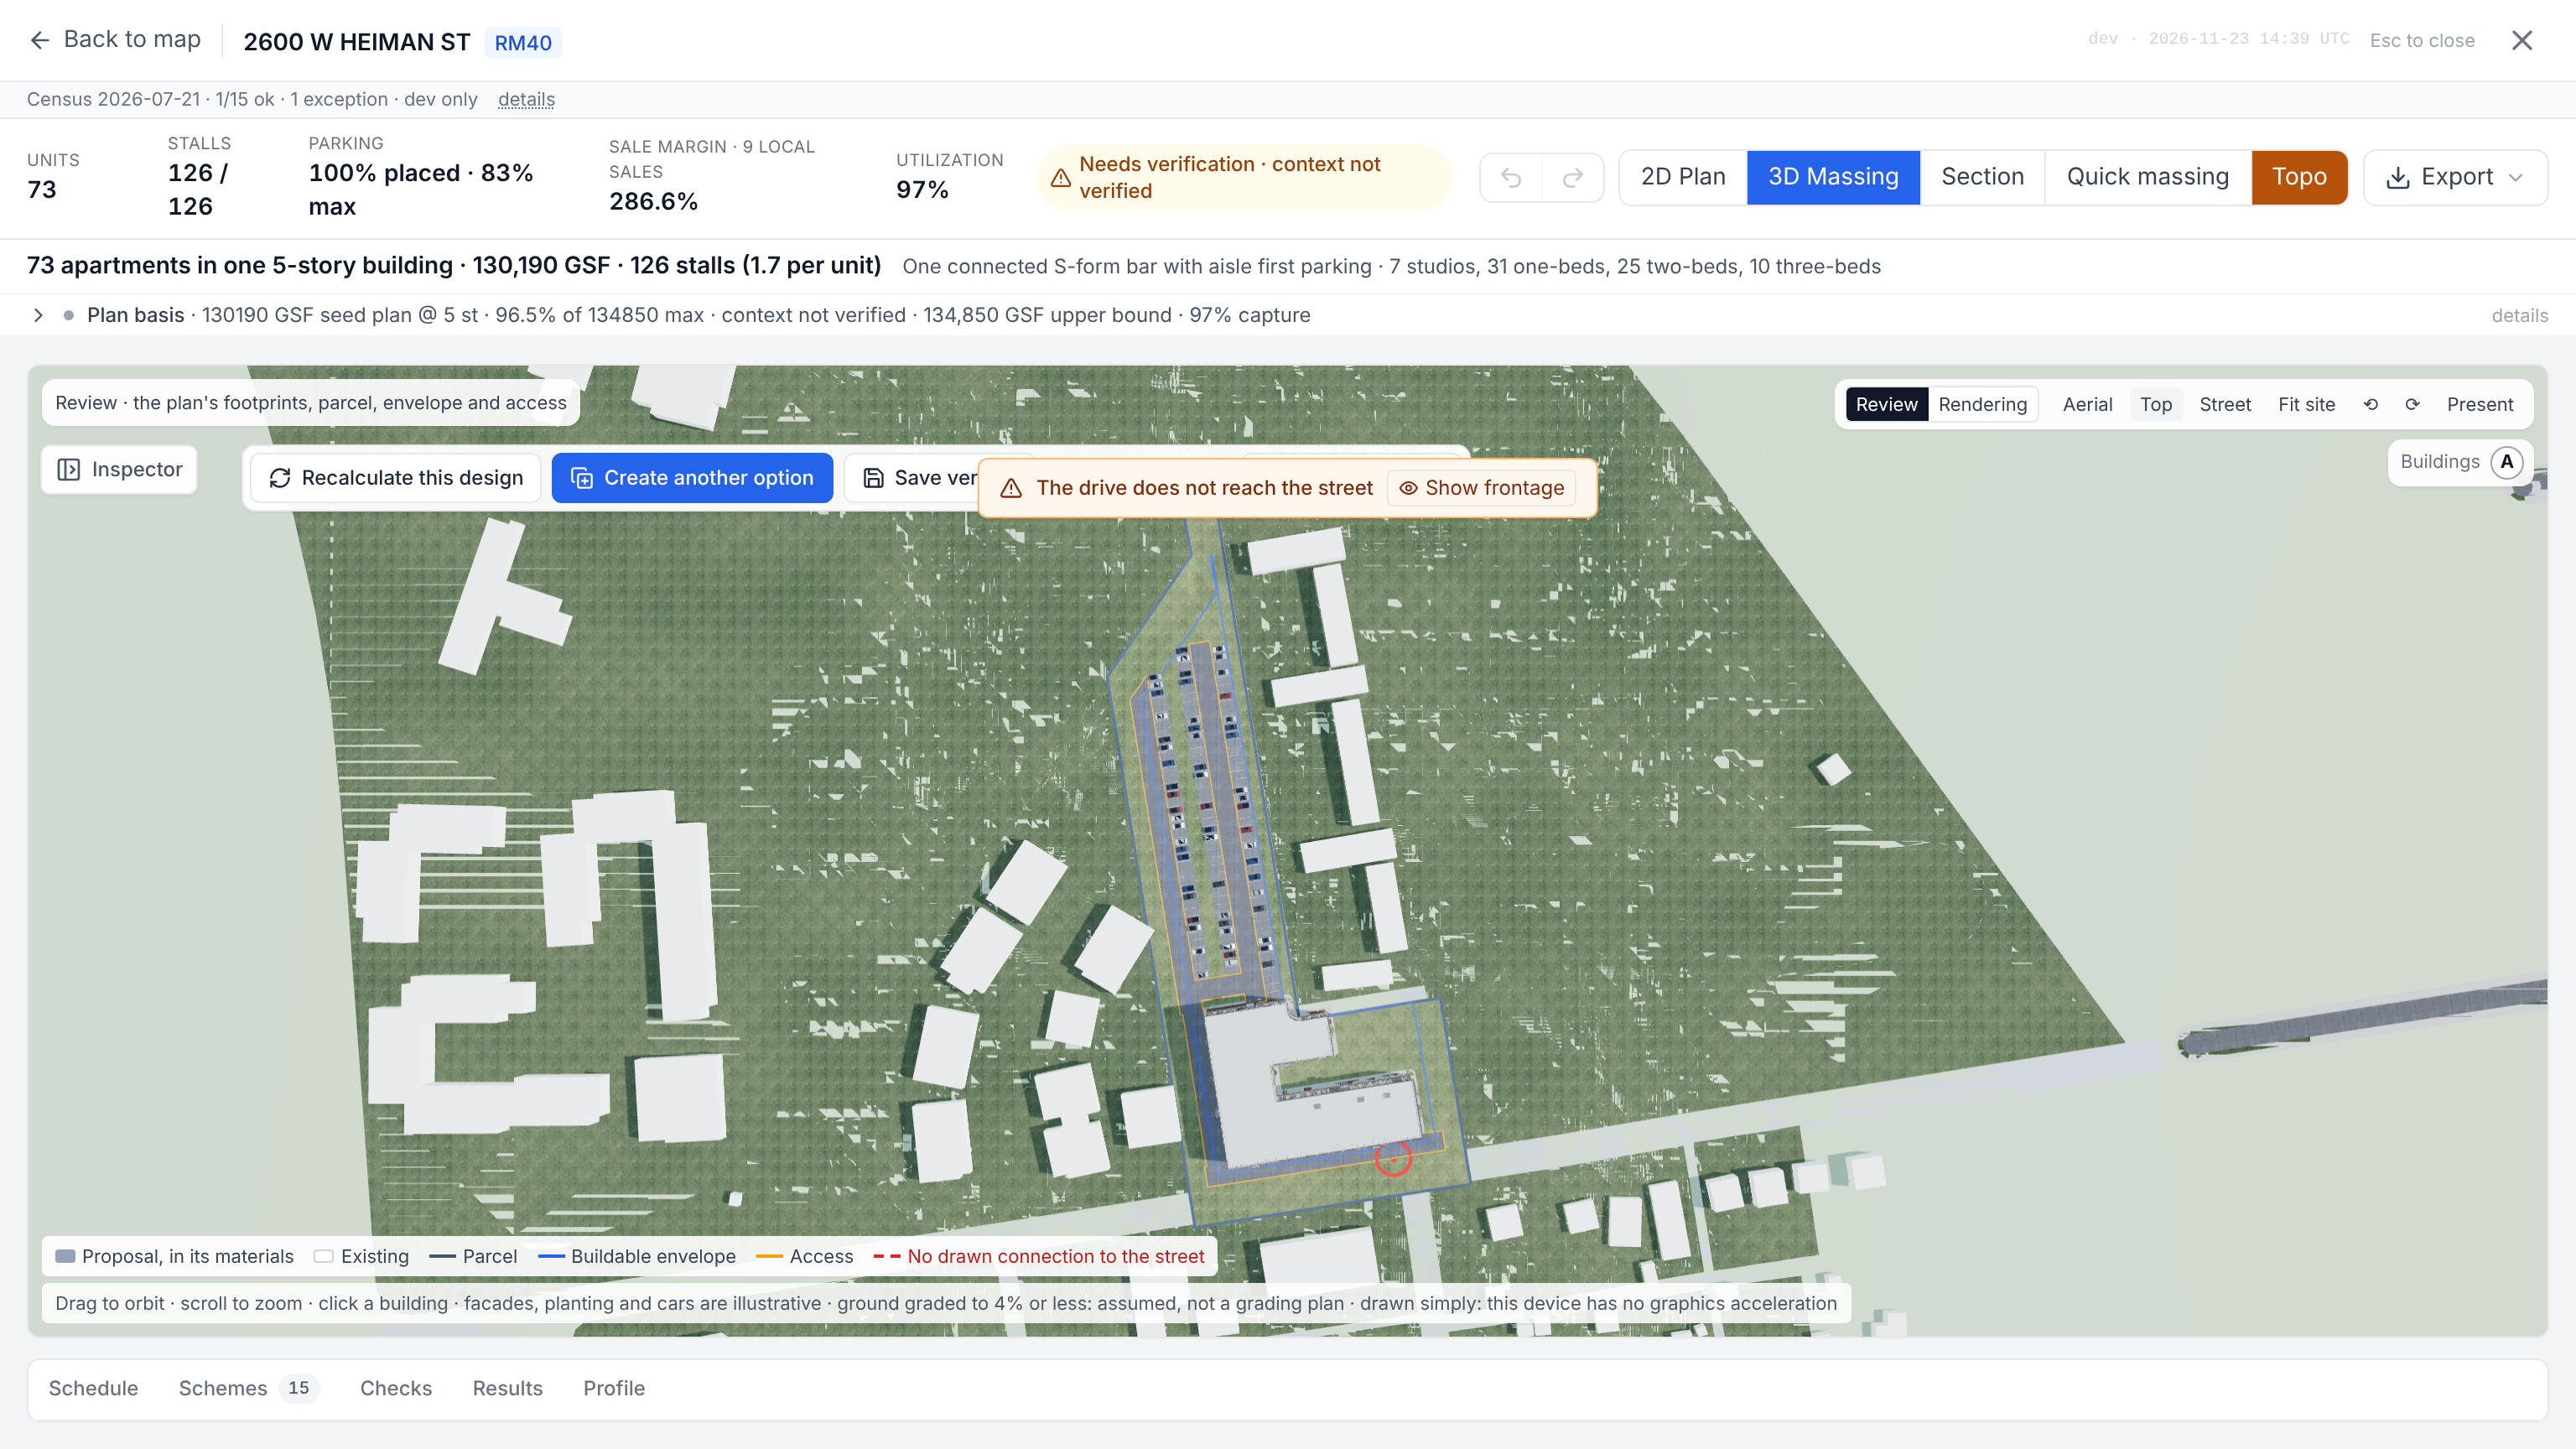 Back to map
2600 W HEIMAN ST
RM40
dev · 2026-11-23 14:39 UTC
Esc to close
Census 2026-07-21 · 1/15 ok · 1 exception · dev only
details
UNITS
73
STALLS
126 /
126
PARKING
100% placed · 83%
max
SALE MARGIN · 9 LOCAL
SALES
286.6%
UTILIZATION
97%
Needs verification · context not
verified
2D Plan
3D Massing
Section
Quick massing
Topo
Export
73 apartments in one 5-story building · 130,190 GSF · 126 stalls (1.7 per unit)
One connected S-form bar with aisle first parking · 7 studios, 31 one-beds, 25 two-beds, 10 three-beds
Plan basis · 130190 GSF seed plan @ 5 st · 96.5% of 134850 max · context not verified · 134,850 GSF upper bound · 97% capture
details
Review · the plan's footprints, parcel, envelope and access
Review
Rendering
Aerial
Top
Street
Fit site
Present
Inspector
Recalculate this design
Create another option
Save ver
The drive does not reach the street
Show frontage
Buildings
A
Proposal, in its materials
Existing
Parcel
Buildable envelope
Access
No drawn connection to the street
Drag to orbit · scroll to zoom · click a building · facades, planting and cars are illustrative · ground graded to 4% or less: assumed, not a grading plan · drawn simply: this device has no graphics acceleration
Schedule
Schemes
15
Checks
Results
Profile